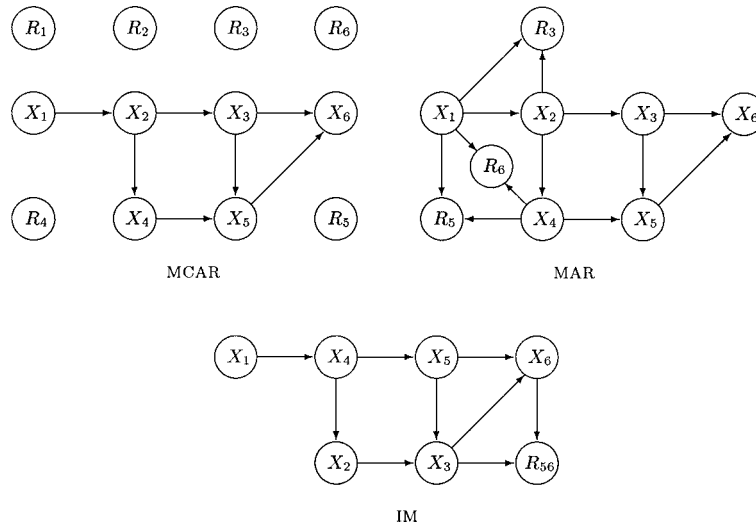 R1 R2 R3 R6 R3
X1 X2 X3 X6 X1 X2 X3 X6
R6
R4 X4 X5 R5 R5 X4 X5
MCAR MAR
X1 X4 X5 X6
X2 X3 R56
IM